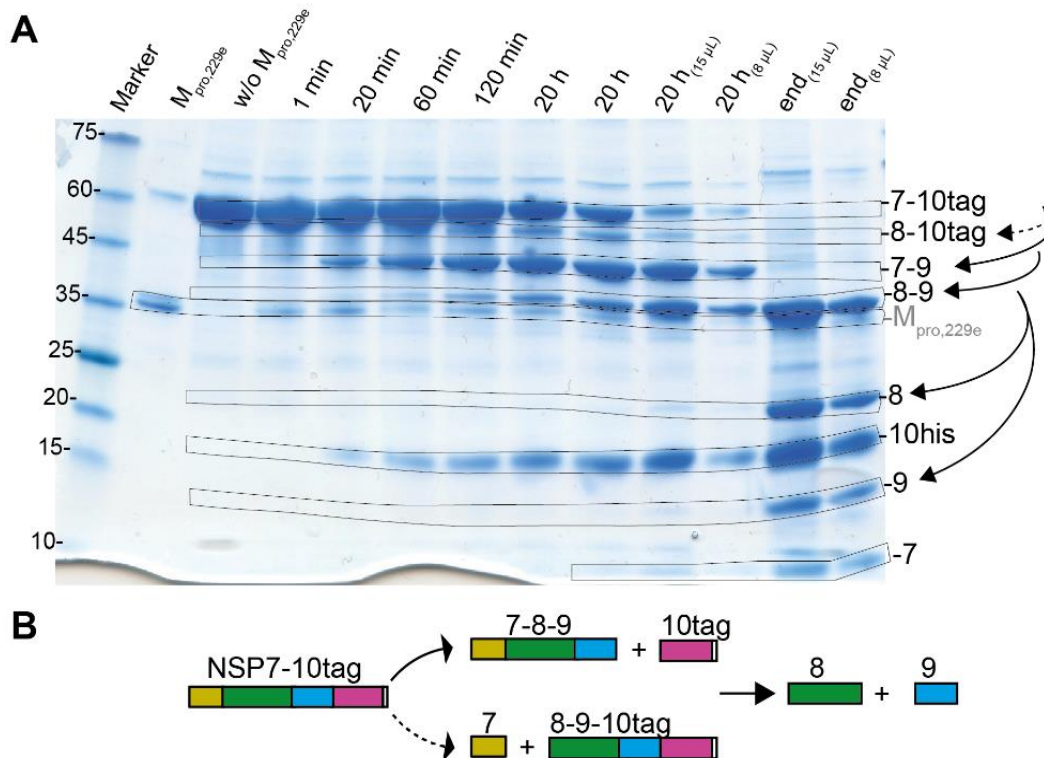 A
Marker
M pro,229e
w/o M pro,229e
1 min
20 min
60 min
120 min
20 h
20 h
20 h (15 µL)
20 h (8 µL)
end (15 µL)
end (8 µL)
75-
60-
45-
35-
25-
20-
15-
10-
-7-10tag
-8-10tag
-7-9
-8-9
-M pro,229e
-8
-10his
-9
-7
B
NSP7-10tag
7-8-9 + 10tag
7 + 8-9-10tag
8 + 9